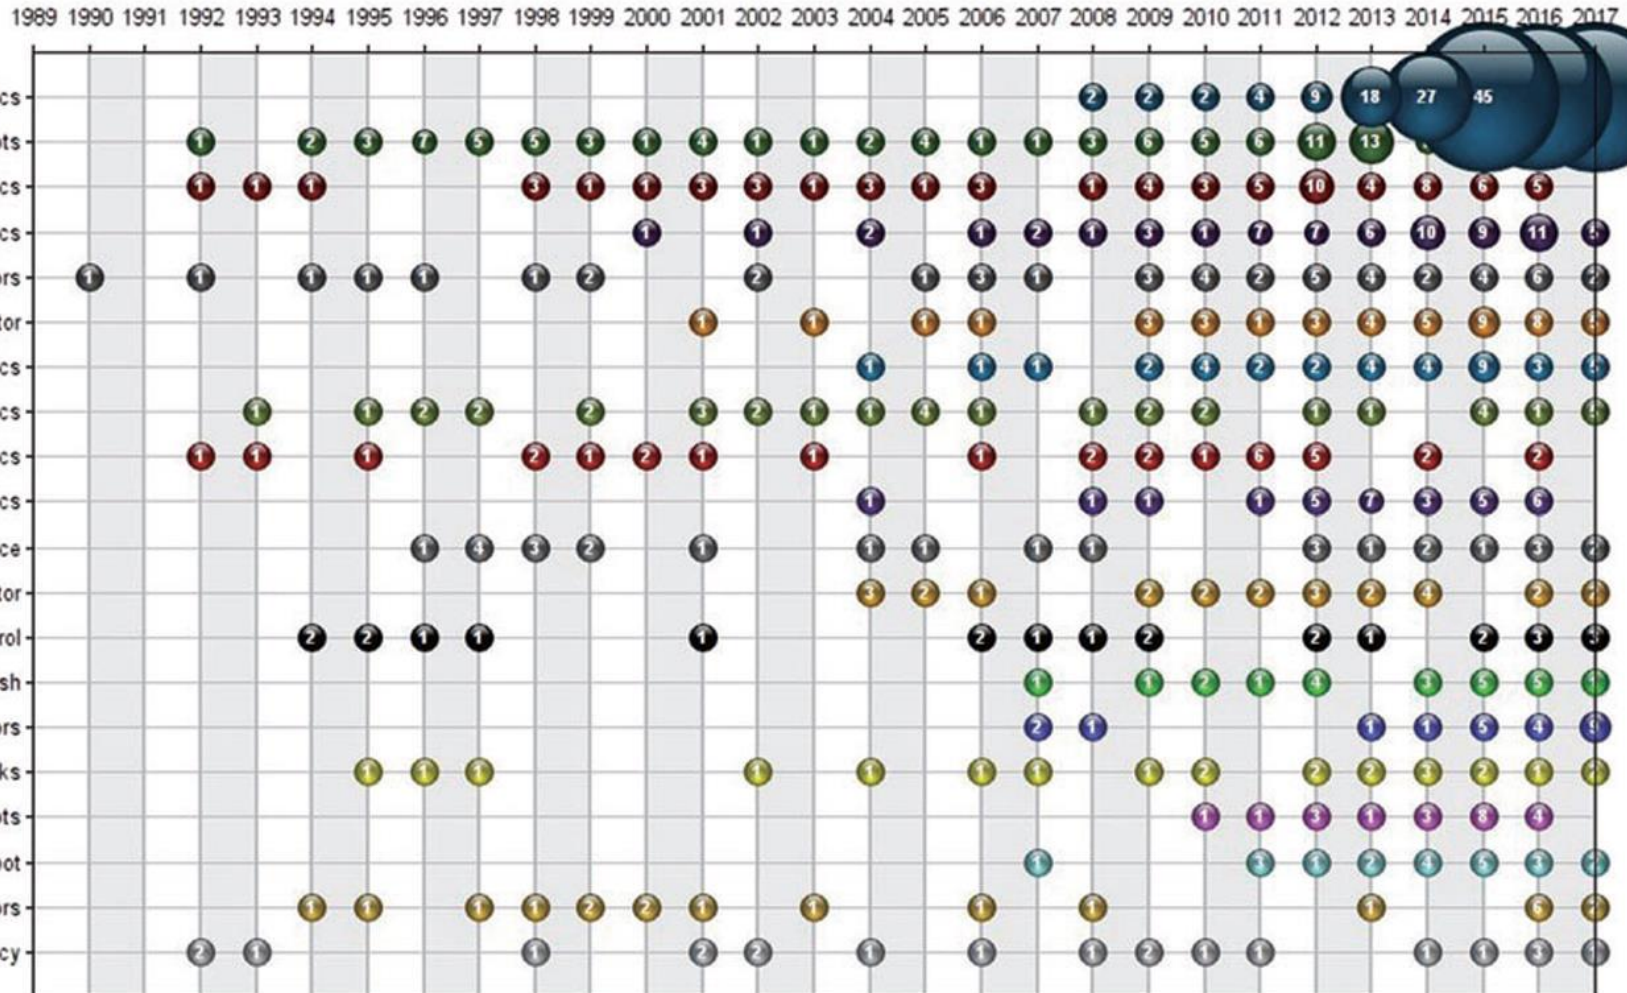 1989 1990 1991 1992 1993 1994 1995 1996 1997 1998 1999 2000 2001 2002 2003 2004 2005 2006 2007 2008 2009 2010 2011 2012 2013 2014 2015 2016 2017
cs 2 2 2 4 9 18 27 45
ots 1 2 3 7 5 5 3 1 4 1 1 2 4 1 1 3 6 5 6 11 13
cs 1 1 1 3 1 1 3 3 1 3 1 3 1 4 3 5 10 4 8 6 5
cs 1 1 2 1 2 1 3 1 7 7 6 10 9 11
ors 1 1 1 1 1 1 2 2 1 3 1 3 4 2 5 4 2 4 6 2
tor 1 1 1 1 3 3 1 3 4 5 9 8
cs 1 1 1 2 4 2 2 4 4 9 3
cs 1 1 2 2 2 3 2 1 1 4 1 1 2 2 1 1 4 1
cs 1 1 1 2 1 2 1 1 1 2 2 1 6 5 2 2
cs 1 1 1 1 5 7 3 5 6
ce 1 4 3 2 1 1 1 1 1 3 1 2 1 3 2
tor 3 2 1 2 2 2 3 2 4 2 2
rol 2 2 1 1 1 2 1 1 2 2 1 2 3 3
sh 1 1 2 1 4 3 5 5
ors 2 1 1 1 5 4
ks 1 1 1 1 1 1 1 1 2 2 2 3 2 1
ots 1 1 3 1 3 8 4
bot 1 3 1 2 4 5 3
ors 1 1 1 1 2 2 1 1 1 1 1 6 2
cy 2 1 1 2 2 1 1 1 2 1 1 1 1 3